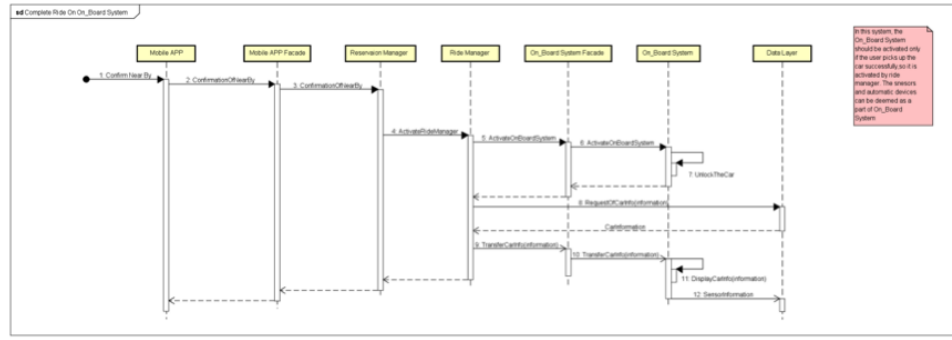 sd Complete Ride On On_Board System
Mobile APP
Mobile APP Facade
Reservaion Manager
Ride Manager
On_Board System Facade
On_Board System
Data Layer
In this system, the
On_Board System
should be activated only
if the user picks up the
car successfully,so it is
activated by ride
manager. The snesors
and automatic devices
can be deemed as a
part of On_Board
System
1: Confirm Near By
2: ConfirmationOfNearBy
3: ConfirmationOfNearBy
4: ActivateRideManager
5: ActivateOnBoardSystem
6: ActivateOnBoardSystem
7: UnlockTheCar
8: RequestOfCarInfo(information)
CarInformation
9: TransferCarInfo(information)
10: TransferCarInfo(information)
11: DisplayCarInfo(information)
12: SensorInformation